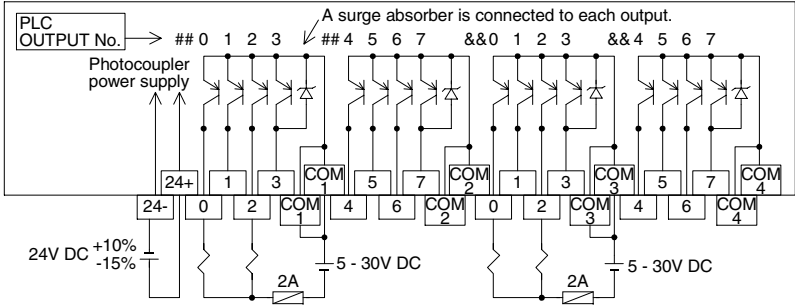 A surge absorber is connected to each output.
PLC
OUTPUT No.
##0 1 2 3 ##4 5 6 7 &&0 1 2 3 &&4 5 6 7
Photocoupler
power supply
24+ 1 3 COM 1 5 7 COM 2 1 3 COM 3 5 7 COM 4
24- 0 2 COM 1 4 6 COM 2 0 2 COM 3 4 6 COM 4
24V DC +10% -15%
5 - 30V DC 5 - 30V DC
2A 2A